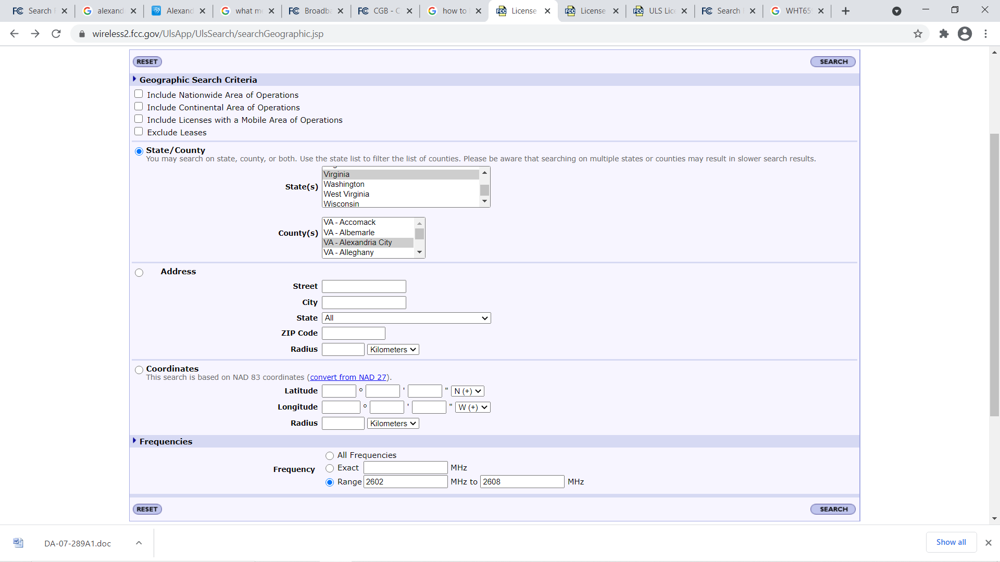 Search
alexand
Alexand
what me
Broadba
CGB - C
how to
License
License
ULS Lice
Search
WHT65
wireless2.fcc.gov/UlsApp/UlsSearch/searchGeographic.jsp
RESET
SEARCH
Geographic Search Criteria
Include Nationwide Area of Operations
Include Continental Area of Operations
Include Licenses with a Mobile Area of Operations
Exclude Leases
State/County
You may search on state, county, or both. Use the state list to filter the list of counties. Please be aware that searching on multiple states or counties may result in slower search results.
State(s)
Virginia
Washington
West Virginia
Wisconsin
County(s)
VA - Accomack
VA - Albemarle
VA - Alexandria City
VA - Alleghany
Address
Street
City
State All
ZIP Code
Radius Kilometers
Coordinates
This search is based on NAD 83 coordinates (convert from NAD 27).
Latitude o ' " N (+)
Longitude o ' " W (+)
Radius Kilometers
Frequencies
Frequency
All Frequencies
Exact MHz
Range 2602 MHz to 2608 MHz
RESET
SEARCH
DA-07-289A1.doc
Show all